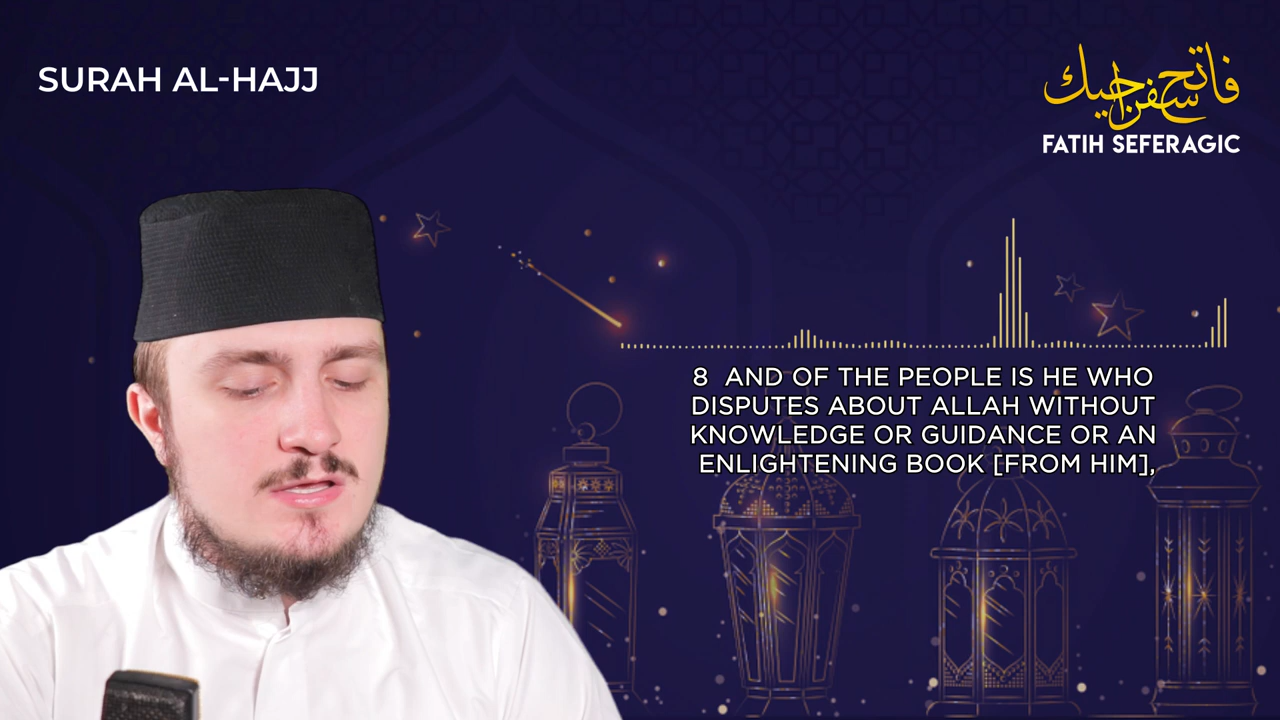 SURAH AL-HAJJ
فاتح سفراجيك
FATIH SEFERAGIC
8 AND OF THE PEOPLE IS HE WHO
DISPUTES ABOUT ALLAH WITHOUT
KNOWLEDGE OR GUIDANCE OR AN
ENLIGHTENING BOOK [FROM HIM],